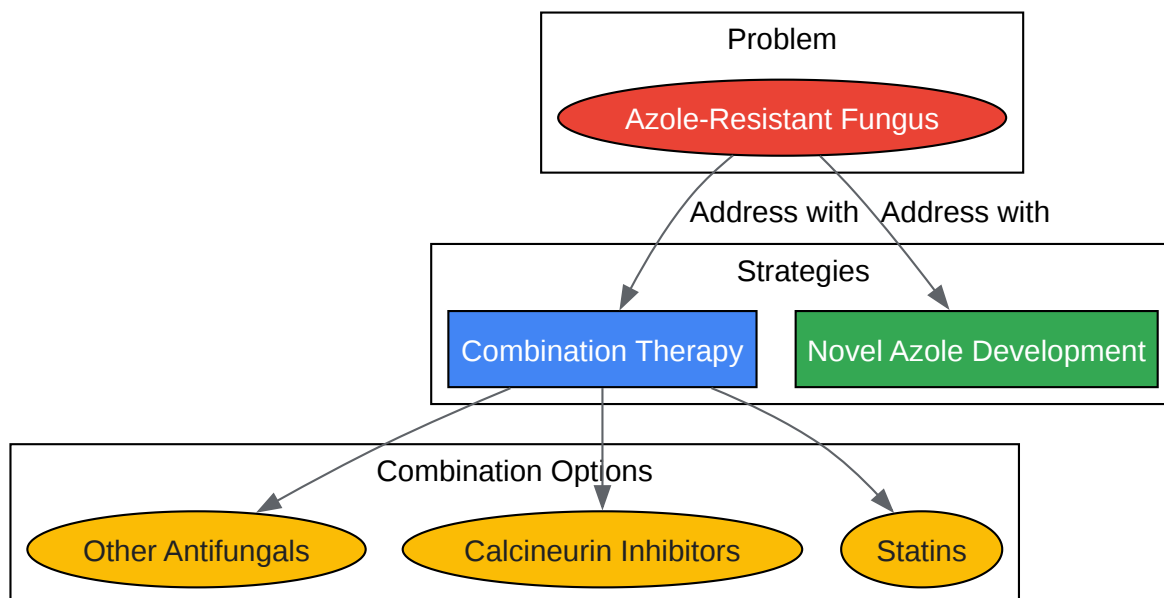 Problem
Azole-Resistant Fungus
Address with
Address with
Strategies
Combination Therapy
Novel Azole Development
Combination Options
Other Antifungals
Calcineurin Inhibitors
Statins